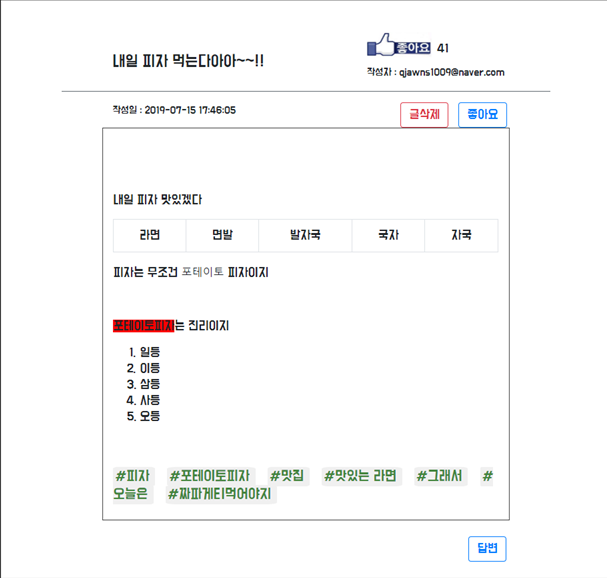 내일 피자 먹는다아아~~!!
좋아요 41
작성자 : qjawns1009@naver.com
작성일 : 2019-07-15 17:46:05
글삭제 좋아요
내일 피자 맛있겠다
라면 면발 발자국 국자 자국
피자는 무조건 포테이토 피자이지
포테이토피자는 진리이지
1. 일등
2. 이등
3. 삼등
4. 사등
5. 오등
#피자 #포테이토피자 #맛집 #맛있는 라면 #그래서 #
오늘은 #짜파게티먹어야지
답변